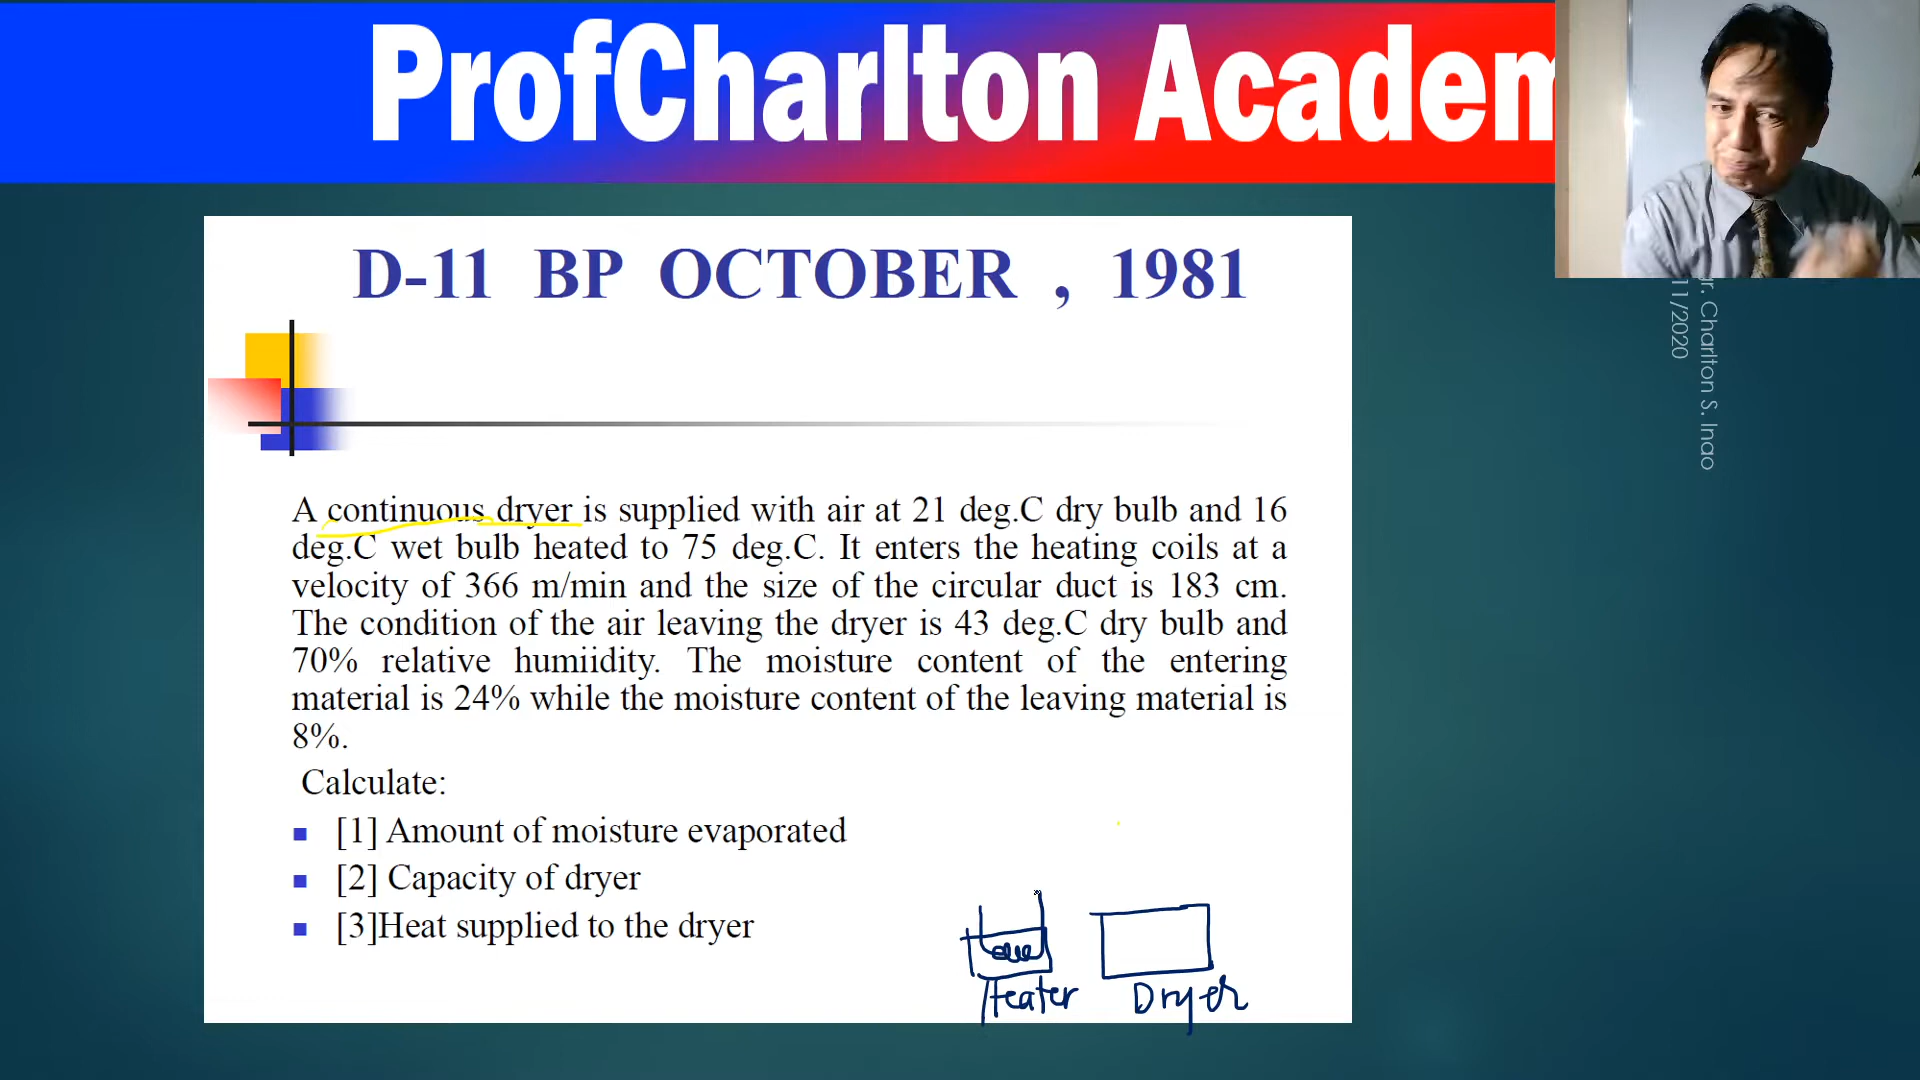 ProfCharlton Academ
r. Charlton S. Inao
11/2020
D-11 BP OCTOBER , 1981
A continuous dryer is supplied with air at 21 deg.C dry bulb and 16
deg.C wet bulb heated to 75 deg.C. It enters the heating coils at a
velocity of 366 m/min and the size of the circular duct is 183 cm.
The condition of the air leaving the dryer is 43 deg.C dry bulb and
70% relative humiidity. The moisture content of the entering
material is 24% while the moisture content of the leaving material is
8%.
Calculate:
[1] Amount of moisture evaporated
[2] Capacity of dryer
[3]Heat supplied to the dryer
Heater Dryer